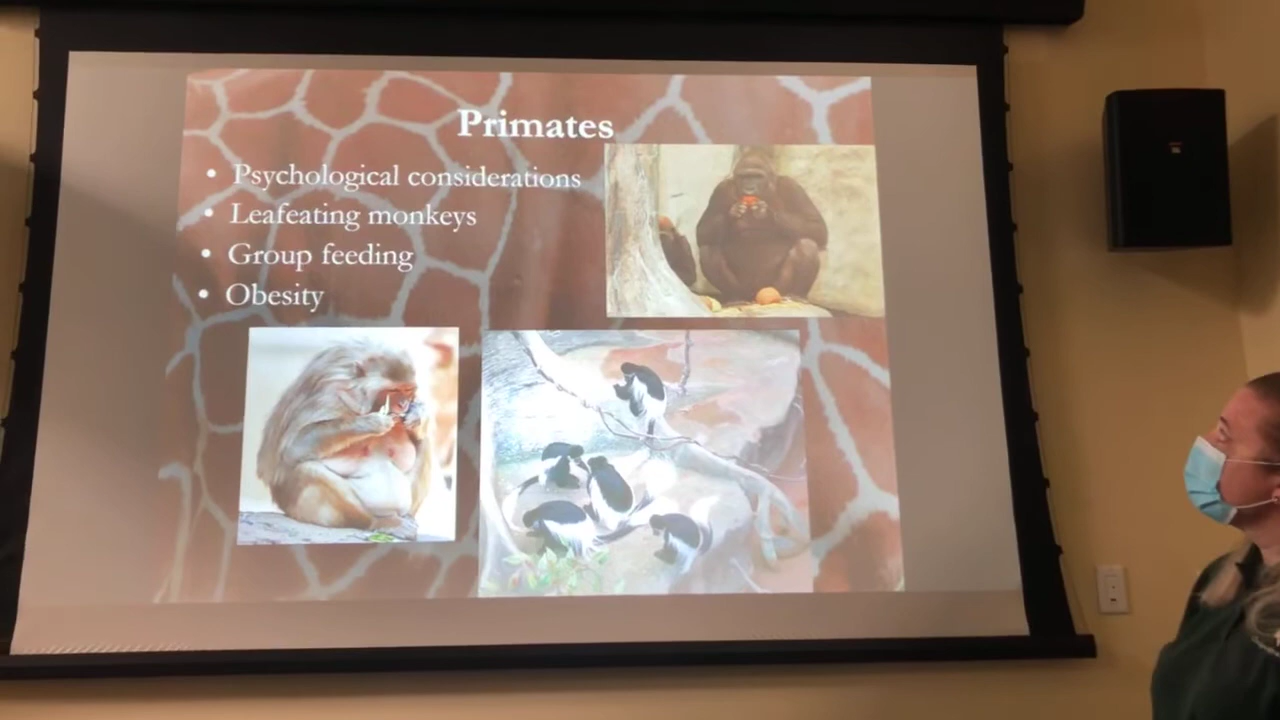 Primates
• Psychological considerations
• Leafeating monkeys
• Group feeding
• Obesity